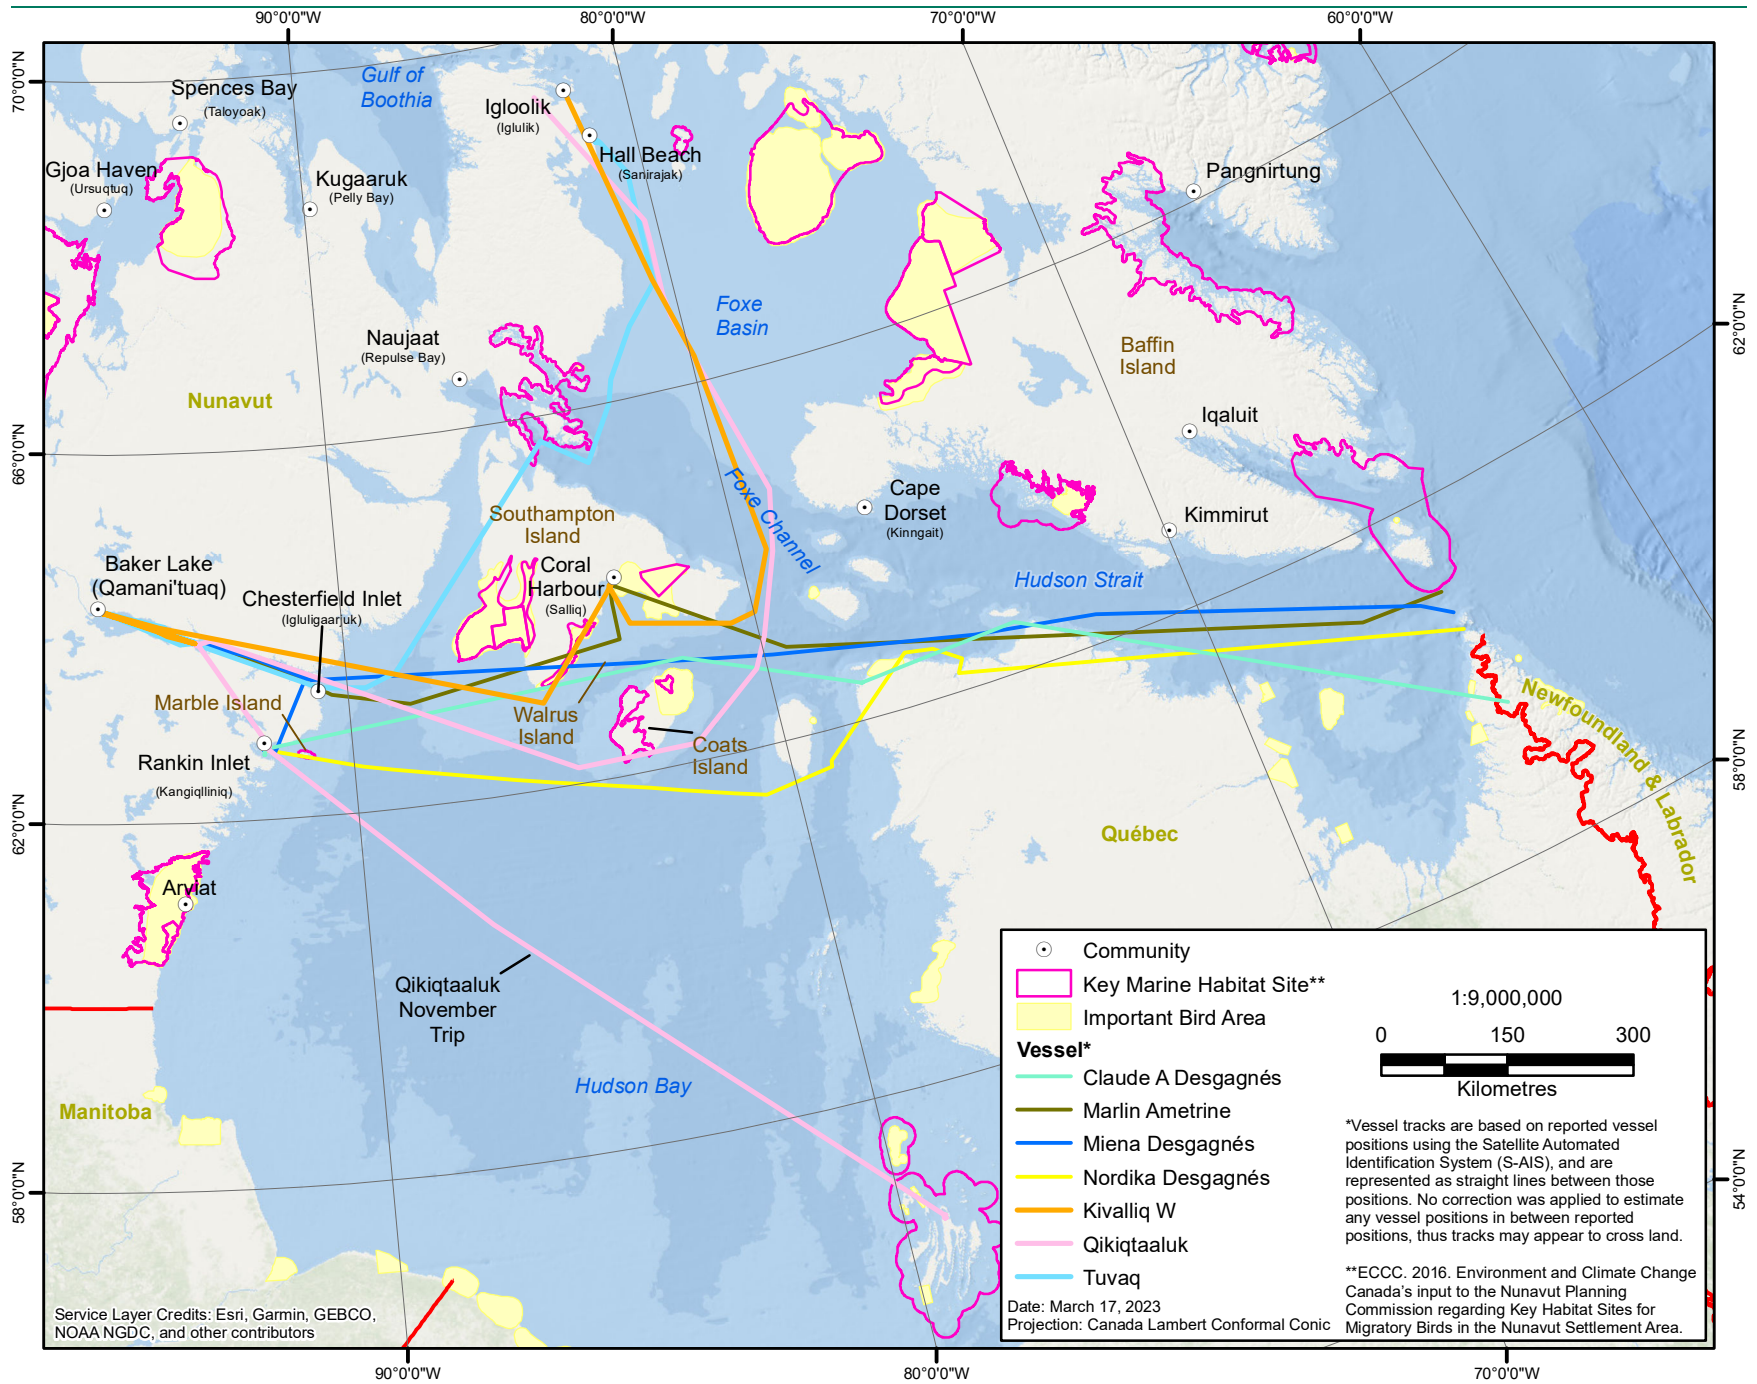 90°0'0"W
80°0'0"W
70°0'0"W
60°0'0"W
70°0'0"N
66°0'0"N
62°0'0"N
58°0'0"N
62°0'0"N
58°0'0"N
54°0'0"N
90°0'0"W
80°0'0"W
70°0'0"W
Spences Bay
(Taloyoak)
Gulf of
Boothia
Igloolik
(Iglulik)
Hall Beach
(Sanirajak)
Gjoa Haven
(Ursuqtuq)
Kugaaruk
(Pelly Bay)
Pangnirtung
Foxe
Basin
Naujaat
(Repulse Bay)
Baffin
Island
Nunavut
Iqaluit
Foxe Channel
Cape
Dorset
(Kinngait)
Kimmirut
Southampton
Island
Coral
Harbour
(Salliq)
Baker Lake
(Qamani'tuaq)
Chesterfield Inlet
(Igluligaarjuk)
Hudson Strait
Marble Island
Walrus
Island
Coats
Island
Rankin Inlet
(Kangiqlliniq)
Newfoundland & Labrador
Québec
Arviat
Qikiqtaaluk
November
Trip
Hudson Bay
Manitoba
Service Layer Credits: Esri, Garmin, GEBCO,
NOAA NGDC, and other contributors
Community
Key Marine Habitat Site**
Important Bird Area
Vessel*
Claude A Desgagnés
Marlin Ametrine
Miena Desgagnés
Nordika Desgagnés
Kivalliq W
Qikiqtaaluk
Tuvaq
Date: March 17, 2023
Projection: Canada Lambert Conformal Conic
1:9,000,000
0 150 300
Kilometres
*Vessel tracks are based on reported vessel
positions using the Satellite Automated
Identification System (S-AIS), and are
represented as straight lines between those
positions. No correction was applied to estimate
any vessel positions in between reported
positions, thus tracks may appear to cross land.
**ECCC. 2016. Environment and Climate Change
Canada's input to the Nunavut Planning
Commission regarding Key Habitat Sites for
Migratory Birds in the Nunavut Settlement Area.